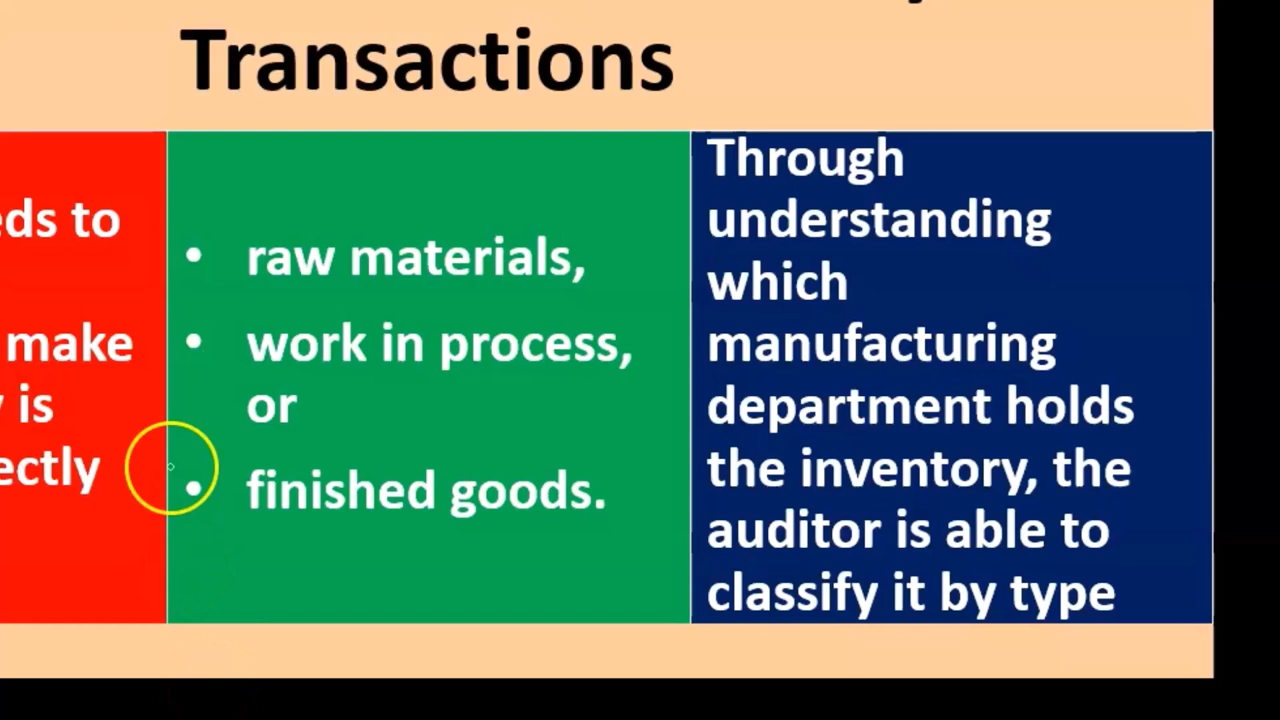 Transactions
eds to
make
is
ectly
• raw materials,
• work in process,
or
• finished goods.
Through
understanding
which
manufacturing
department holds
the inventory, the
auditor is able to
classify it by type